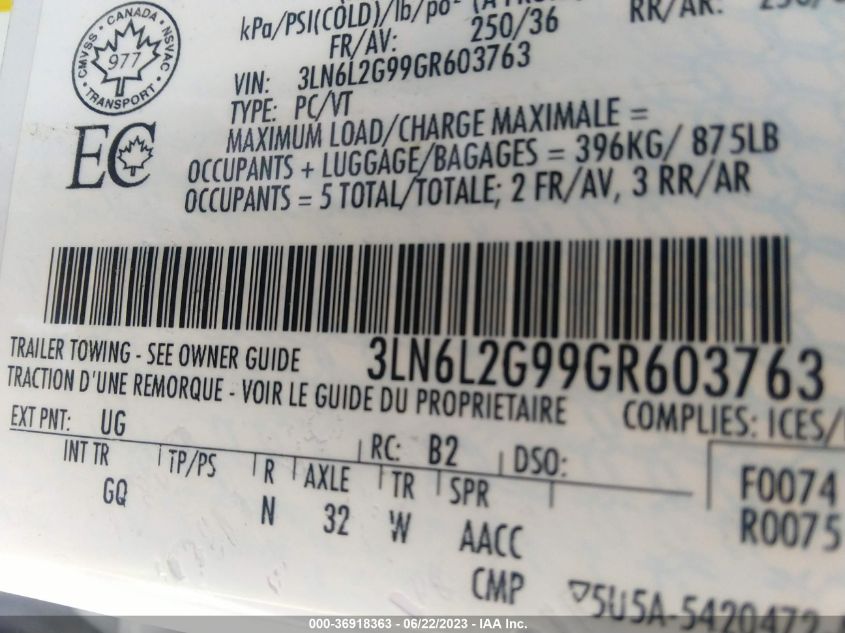 kPa/PSI(COLD)/lb/po²
RR/AR:
FR/AV: 250/36
CMVSS CANADA NSVAC
977
TRANSPORT
VIN: 3LN6L2G99GR603763
TYPE: PC/VT
EC
MAXIMUM LOAD/CHARGE MAXIMALE =
OCCUPANTS + LUGGAGE/BAGAGES = 396KG/ 875LB
OCCUPANTS = 5 TOTAL/TOTALE; 2 FR/AV, 3 RR/AR
TRAILER TOWING - SEE OWNER GUIDE
3LN6L2G99GR603763
TRACTION D'UNE REMORQUE - VOIR LE GUIDE DU PROPRIETAIRE
COMPLIES: ICES/
EXT PNT: UG
RC: B2
DSO:
INT TR TP/PS R AXLE TR SPR
F0074
GQ N 32 W AACC
R0075
CMP
▽5U5A-5420472
000-36918363 - 06/22/2023 - IAA Inc.